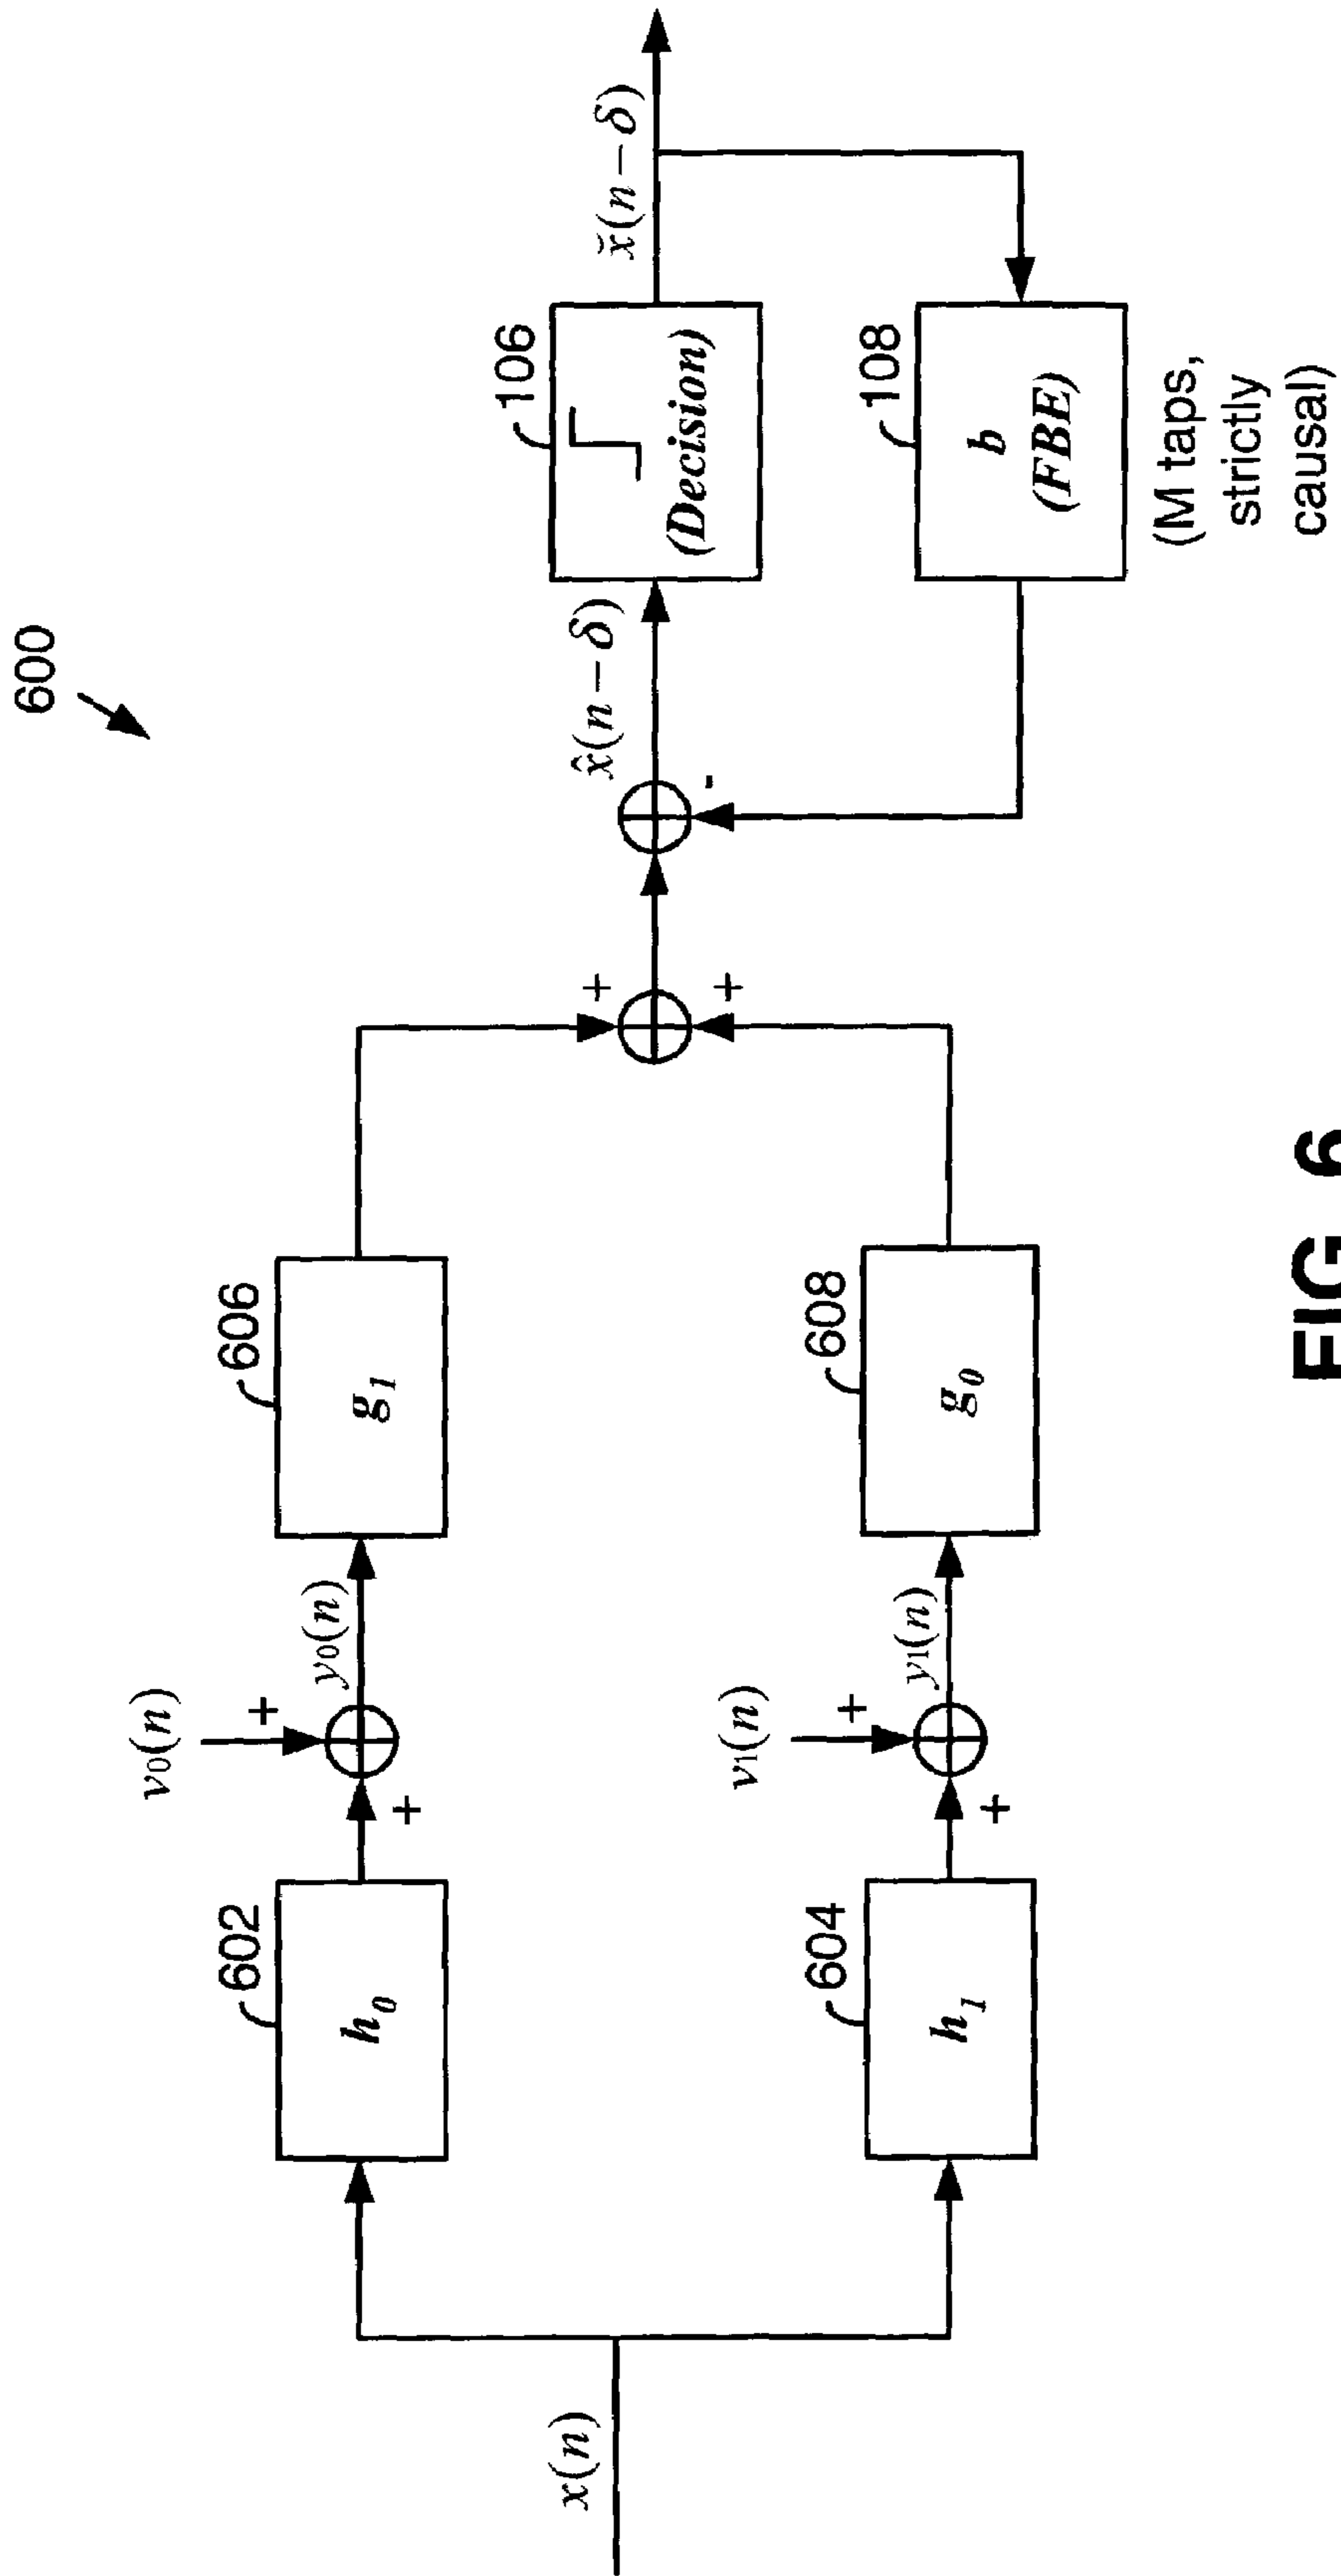 600
x(n)
602
h₀
+
v₀(n)
+
y₀(n)
606
g₁
604
h₁
+
v₁(n)
+
y₁(n)
608
g₀
+
+
-
x̂(n−δ)
106
(Decision)
x̆(n−δ)
108
b
(FBE)
(M taps,
strictly
causal)
FIG. 6